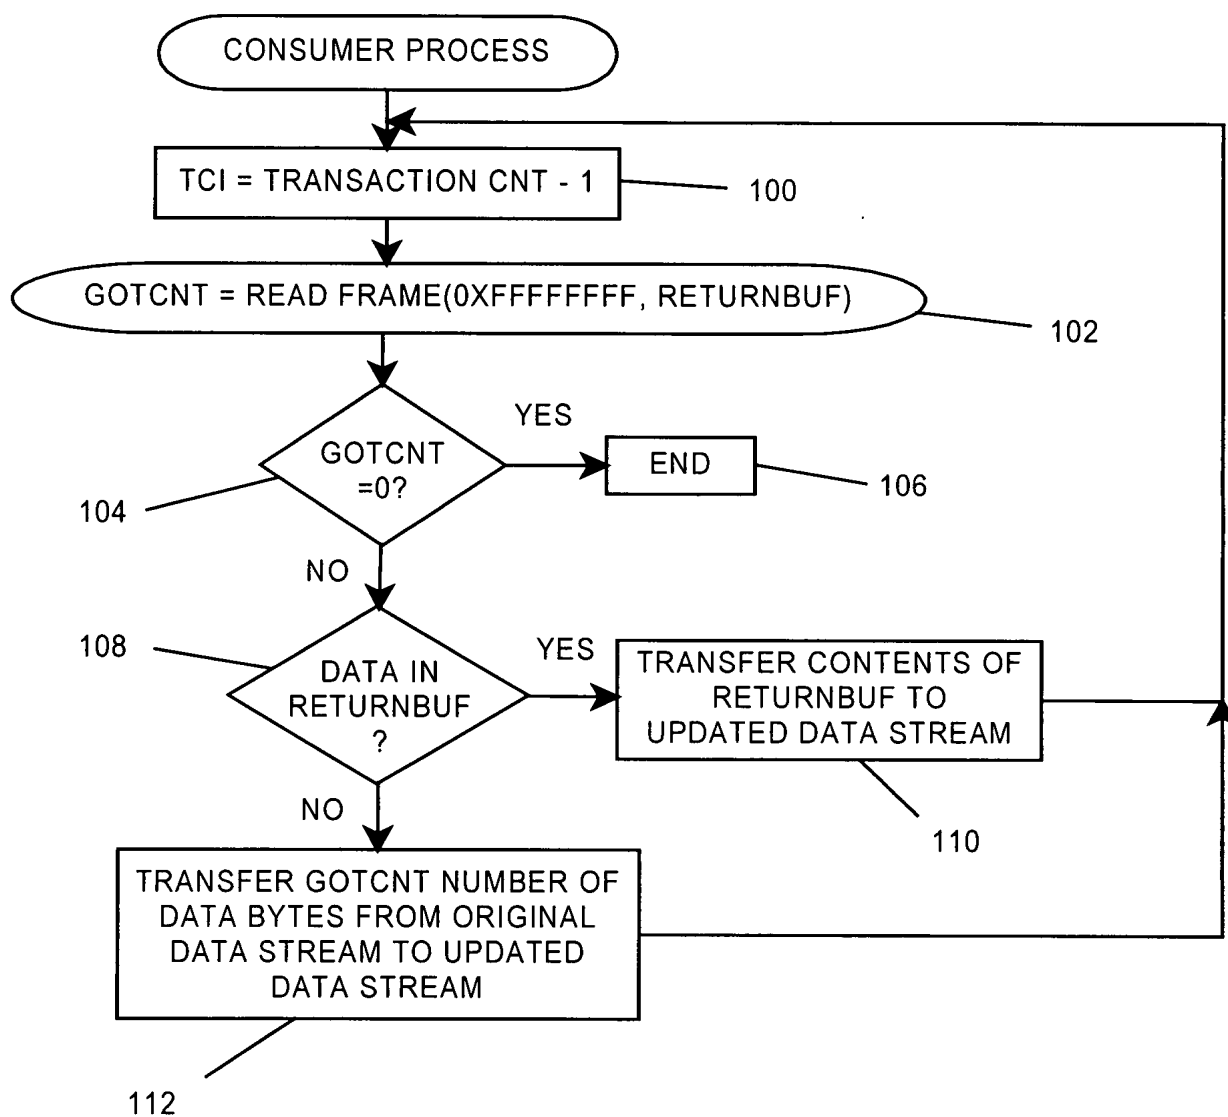 CONSUMER PROCESS
TCI = TRANSACTION CNT - 1
100
GOTCNT = READ FRAME(0XFFFFFFFF, RETURNBUF)
102
YES
GOTCNT
=0?
END
104
106
NO
108
YES
DATA IN
RETURNBUF
?
TRANSFER CONTENTS OF
RETURNBUF TO
UPDATED DATA STREAM
NO
110
TRANSFER GOTCNT NUMBER OF
DATA BYTES FROM ORIGINAL
DATA STREAM TO UPDATED
DATA STREAM
112